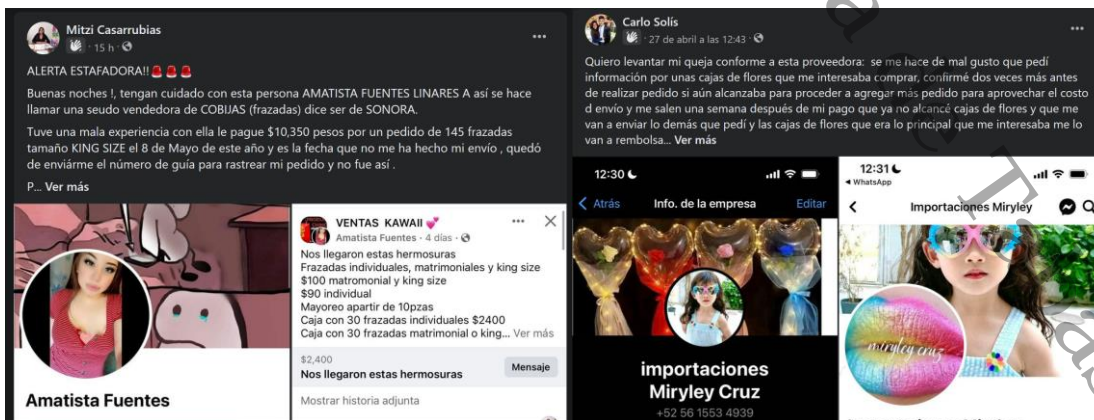 Mitzi Casarrubias
15 h
ALERTA ESTAFADORA!! 🚨 🚨 🚨
Buenas noches !, tengan cuidado con esta persona AMATISTA FUENTES LINARES A así se hace
llamar una seudo vendedora de COBIJAS (frazadas) dice ser de SONORA.
Tuve una mala experiencia con ella le pague $10,350 pesos por un pedido de 145 frazadas
tamaño KING SIZE el 8 de Mayo de este año y es la fecha que no me ha hecho mi envío , quedó
de enviárme el número de guía para rastrear mi pedido y no fue así .
P... Ver más
Amatista Fuentes
VENTAS KAWAII 💕
Amatista Fuentes · 4 días ·
Nos llegaron estas hermosuras
Frazadas individuales, matrimoniales y king size
$100 matromonial y king size
$90 individual
Mayoreo apartir de 10pzas
Caja con 30 frazadas individuales $2400
Caja con 30 frazadas matrimonial o king... Ver más
$2,400
Nos llegaron estas hermosuras
Mensaje
Mostrar historia adjunta
Carlo Solís
27 de abril a las 12:43 ·
Quiero levantar mi queja conforme a esta proveedora: se me hace de mal gusto que pedí
información por unas cajas de flores que me interesaba comprar, confirmé dos veces más antes
de realizar pedido si aún alcanzaba para proceder a agregar más pedido para aprovechar el costo
d envío y me salen una semana después de mi pago que ya no alcancé cajas de flores y que me
van a enviar lo demás que pedí y las cajas de flores que era lo principal que me interesaba me lo
van a rembolsa... Ver más
12:30
Atrás
Info. de la empresa
Editar
importaciones
Miryley Cruz
+52 56 1553 4939
12:31
WhatsApp
Importaciones Miryley
miryley cruz